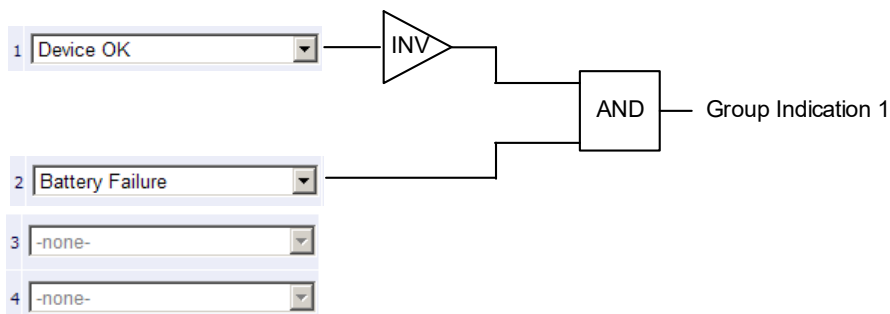 1 Device OK
INV
AND
Group Indication 1
2 Battery Failure
3 -none-
4 -none-